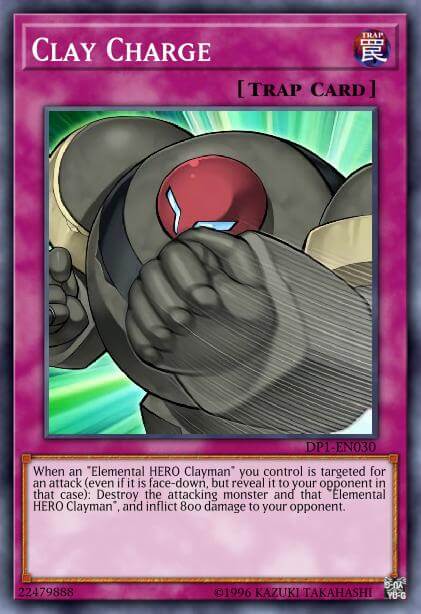 CLAY CHARGE
TRAP
罠
[TRAP CARD]
DP1-EN030
When an "Elemental HERO Clayman" you control is targeted for
an attack (even if it is face-down, but reveal it to your opponent in
that case): Destroy the attacking monster and that "Elemental
HERO Clayman", and inflict 800 damage to your opponent.
22479888
©1996 KAZUKI TAKAHASHI